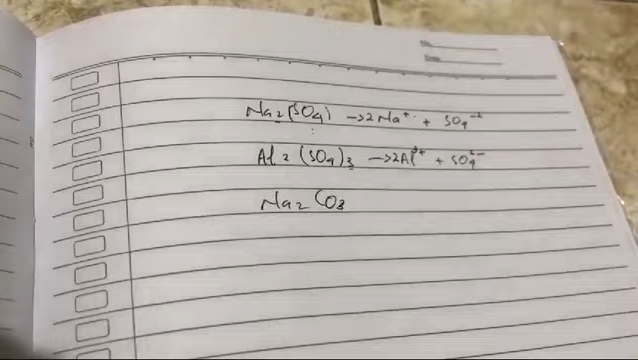 Na₂(SO₄) → 2Na⁺ + SO₄⁻²
Al₂(SO₄)₃ → 2Al³⁺ + SO₄²⁻
Na₂CO₃